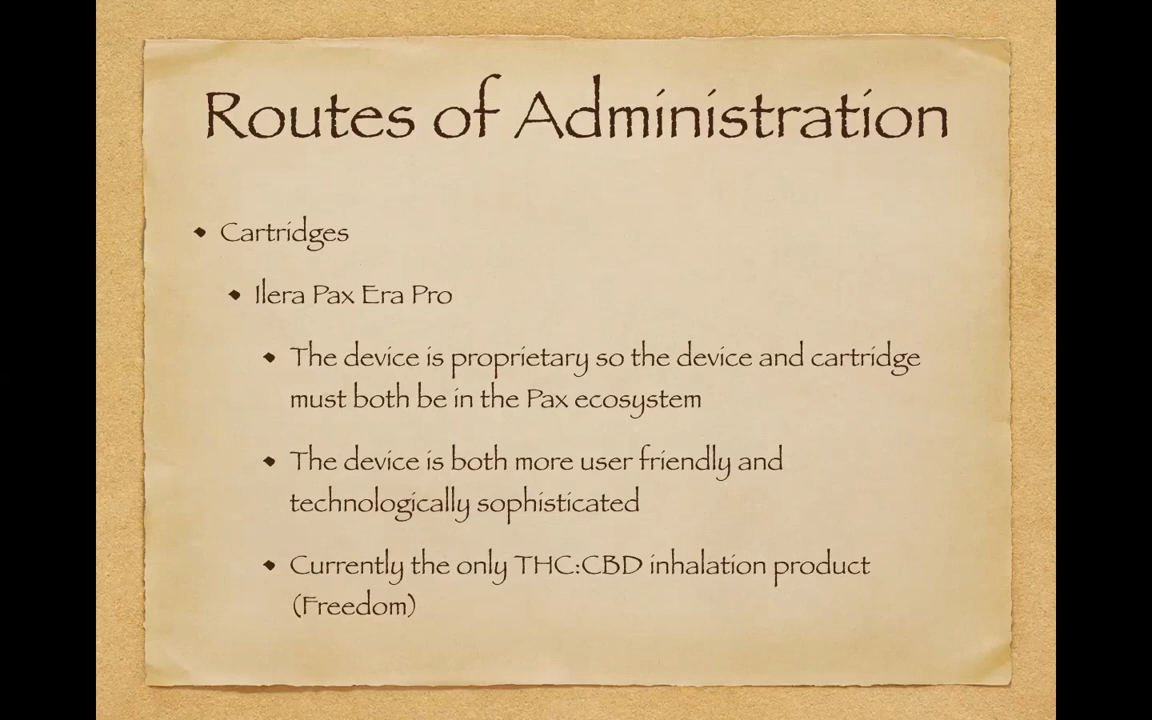 Routes of Administration
• Cartridges
• Ilera Pax Era Pro
• The device is proprietary so the device and cartridge
must both be in the Pax ecosystem
• The device is both more user friendly and
technologically sophisticated
• Currently the only THC:CBD inhalation product
(Freedom)